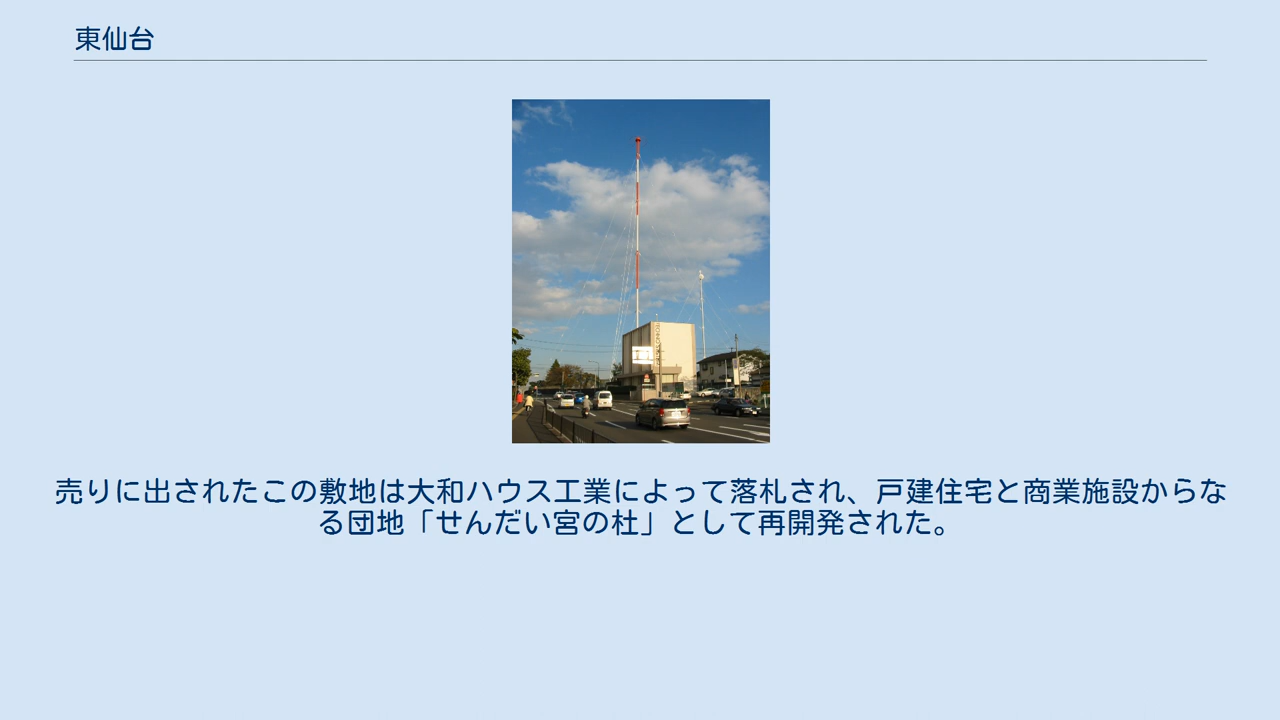 東仙台
売りに出されたこの敷地は大和ハウス工業によって落札され、戸建住宅と商業施設からな
る団地「せんだい宮の杜」として再開発された。